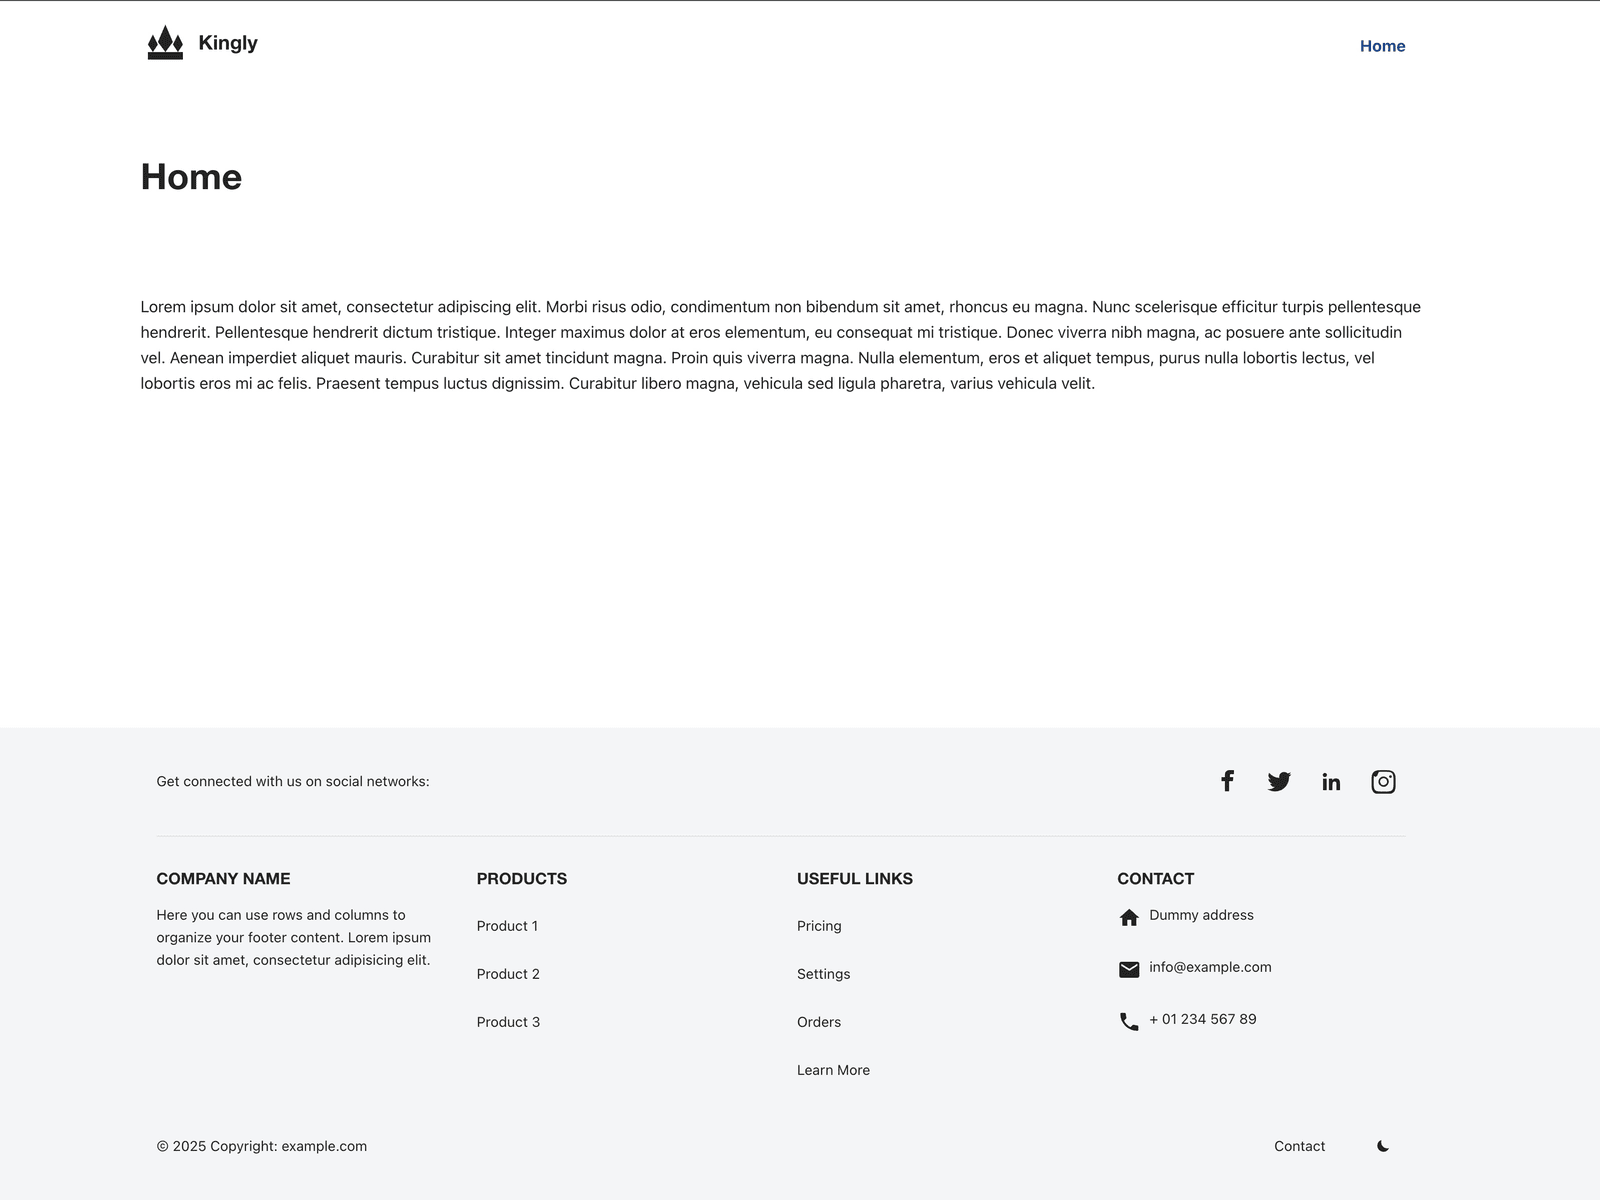 Kingly
Home
Home
Lorem ipsum dolor sit amet, consectetur adipiscing elit. Morbi risus odio, condimentum non bibendum sit amet, rhoncus eu magna. Nunc scelerisque efficitur turpis pellentesque
hendrerit. Pellentesque hendrerit dictum tristique. Integer maximus dolor at eros elementum, eu consequat mi tristique. Donec viverra nibh magna, ac posuere ante sollicitudin
vel. Aenean imperdiet aliquet mauris. Curabitur sit amet tincidunt magna. Proin quis viverra magna. Nulla elementum, eros et aliquet tempus, purus nulla lobortis lectus, vel
lobortis eros mi ac felis. Praesent tempus luctus dignissim. Curabitur libero magna, vehicula sed ligula pharetra, varius vehicula velit.
Get connected with us on social networks:
COMPANY NAME
Here you can use rows and columns to
organize your footer content. Lorem ipsum
dolor sit amet, consectetur adipisicing elit.
PRODUCTS
Product 1
Product 2
Product 3
USEFUL LINKS
Pricing
Settings
Orders
Learn More
CONTACT
Dummy address
info@example.com
+ 01 234 567 89
© 2025 Copyright: example.com
Contact